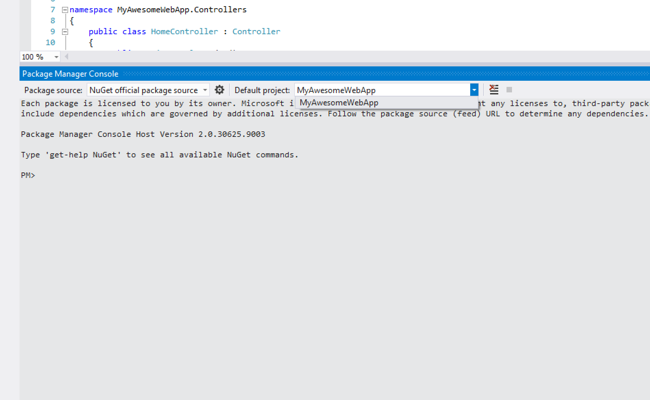 7 namespace MyAwesomeWebApp.Controllers
8 {
9 public class HomeController : Controller
10 {
100 %
Package Manager Console
Package source: NuGet official package source Default project: MyAwesomeWebApp
MyAwesomeWebApp
Each package is licensed to you by its owner. Microsoft i any licenses to, third-party pack
include dependencies which are governed by additional licenses. Follow the package source (feed) URL to determine any dependencies.
Package Manager Console Host Version 2.0.30625.9003
Type 'get-help NuGet' to see all available NuGet commands.
PM>